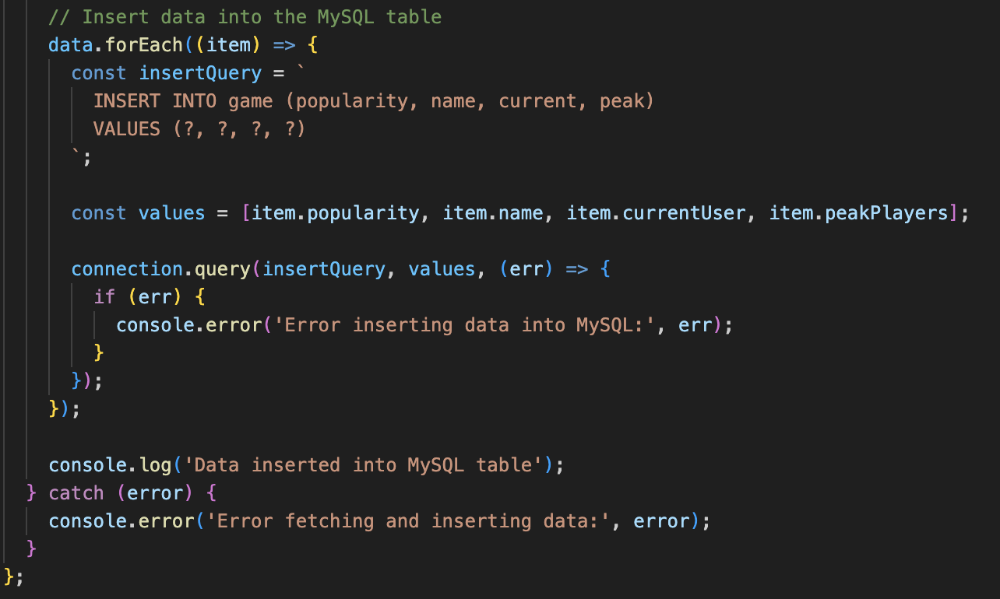 // Insert data into the MySQL table
data.forEach((item) => {
const insertQuery = `
INSERT INTO game (popularity, name, current, peak)
VALUES (?, ?, ?, ?)
`;
const values = [item.popularity, item.name, item.currentUser, item.peakPlayers];
connection.query(insertQuery, values, (err) => {
if (err) {
console.error('Error inserting data into MySQL:', err);
}
});
});
console.log('Data inserted into MySQL table');
} catch (error) {
console.error('Error fetching and inserting data:', error);
}
};